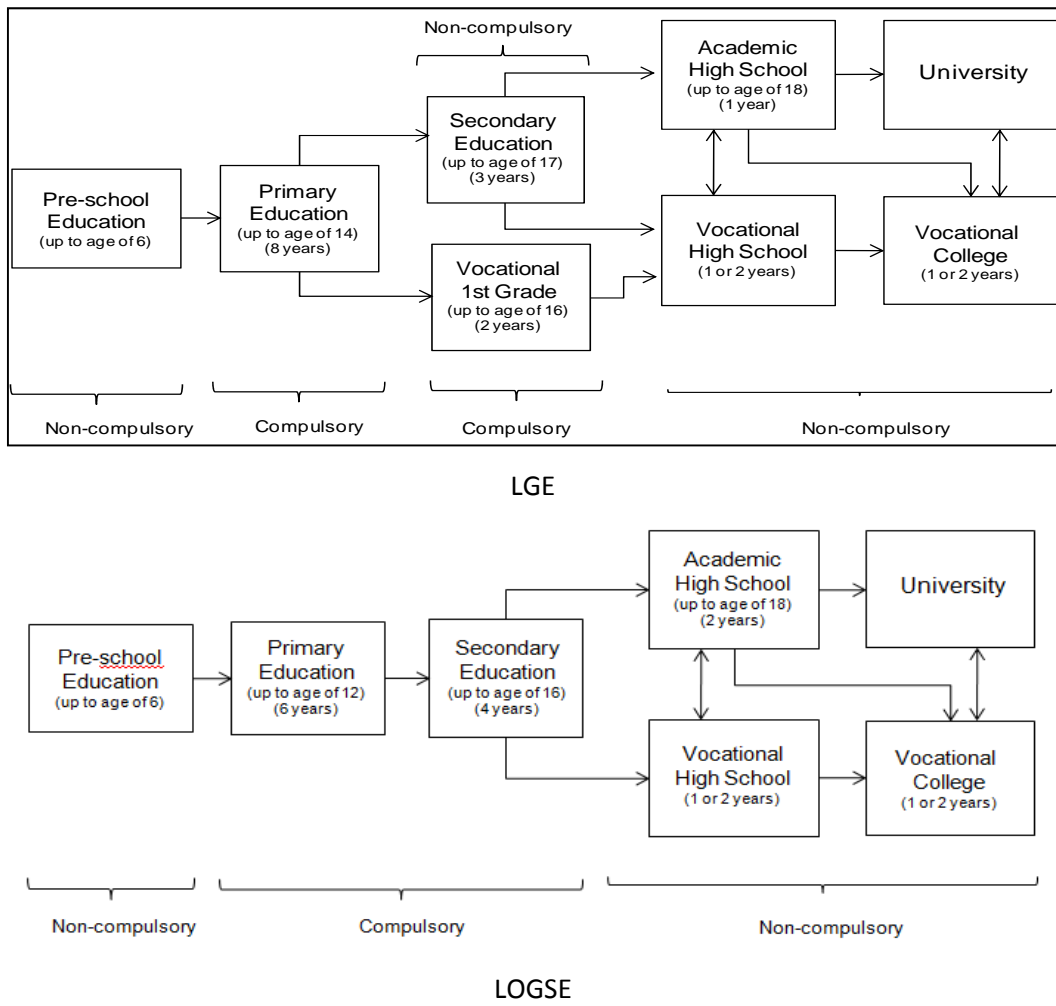 Non-compulsory
Academic
High School
(up to age of 18)
(1 year)
University
Secondary
Education
(up to age of 17)
(3 years)
Pre-school
Education
(up to age of 6)
Primary
Education
(up to age of 14)
(8 years)
Vocational
High School
(1 or 2 years)
Vocational
College
(1 or 2 years)
Vocational
1st Grade
(up to age of 16)
(2 years)
Non-compulsory
Compulsory
Compulsory
Non-compulsory
LGE
Academic
High School
(up to age of 18)
(2 years)
University
Pre-school
Education
(up to age of 6)
Primary
Education
(up to age of 12)
(6 years)
Secondary
Education
(up to age of 16)
(4 years)
Vocational
High School
(1 or 2 years)
Vocational
College
(1 or 2 years)
Non-compulsory
Compulsory
Non-compulsory
LOGSE